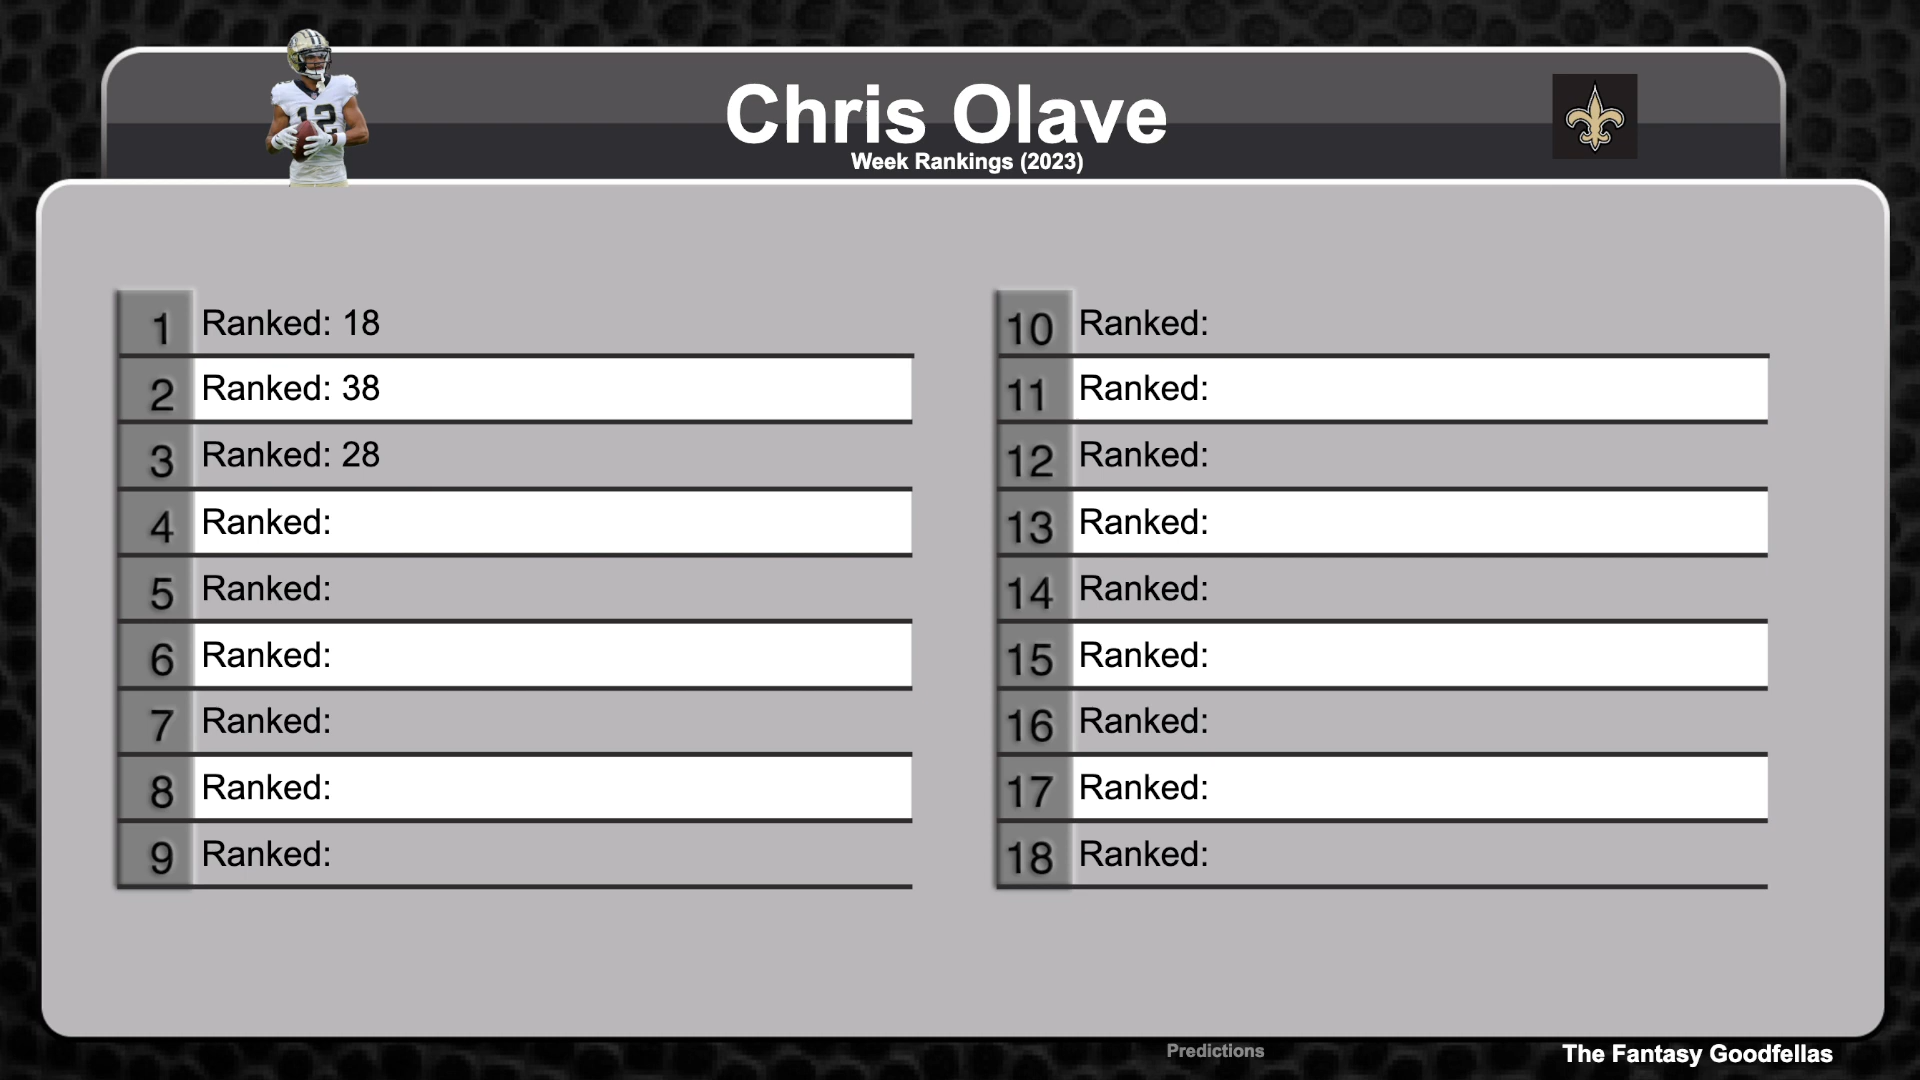 Chris Olave
Week Rankings (2023)
12
1 Ranked: 18
2 Ranked: 38
3 Ranked: 28
4 Ranked:
5 Ranked:
6 Ranked:
7 Ranked:
8 Ranked:
9 Ranked:
10 Ranked:
11 Ranked:
12 Ranked:
13 Ranked:
14 Ranked:
15 Ranked:
16 Ranked:
17 Ranked:
18 Ranked:
Predictions
The Fantasy Goodfellas